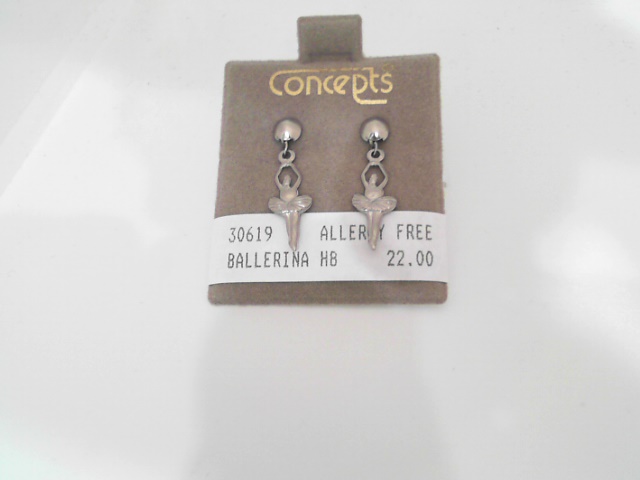 Concepts
30619 ALLERGY FREE
BALLERINA HB 22.00